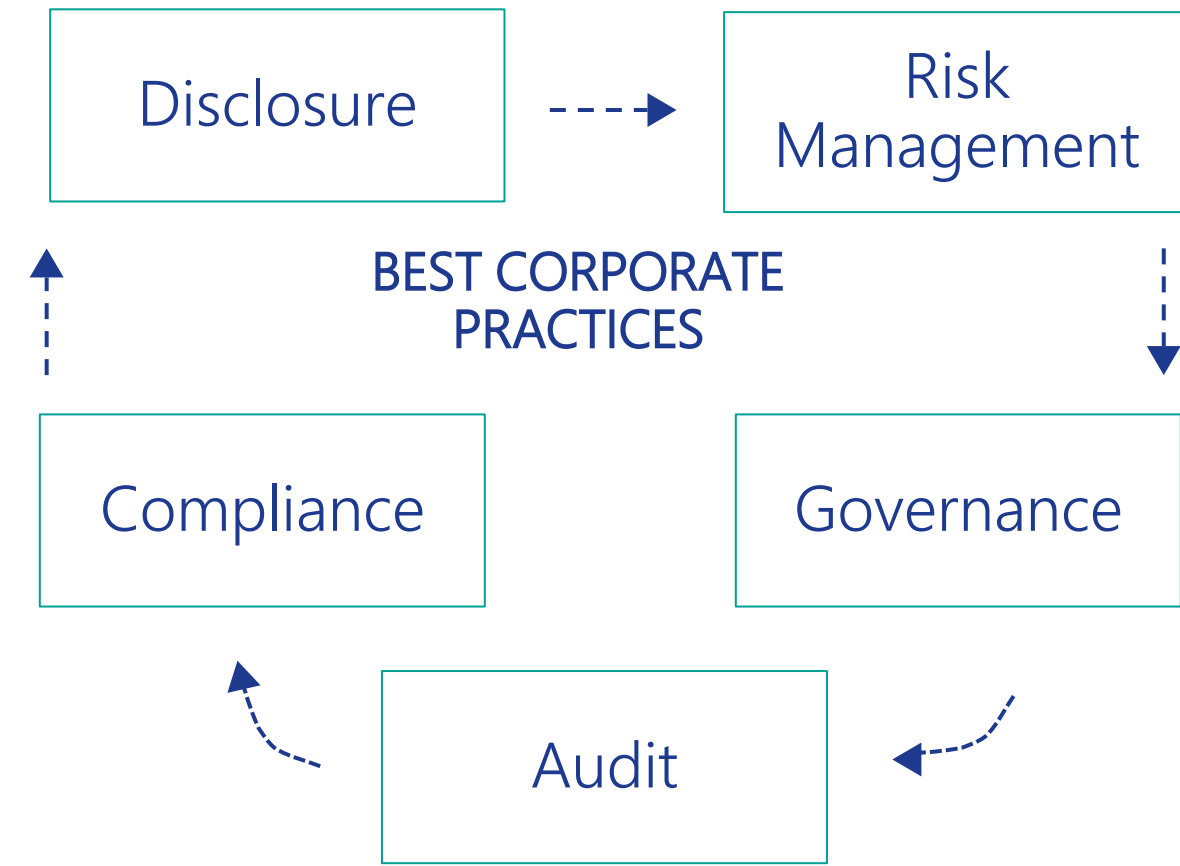 Disclosure
Risk
Management
BEST CORPORATE
PRACTICES
Compliance
Governance
Audit